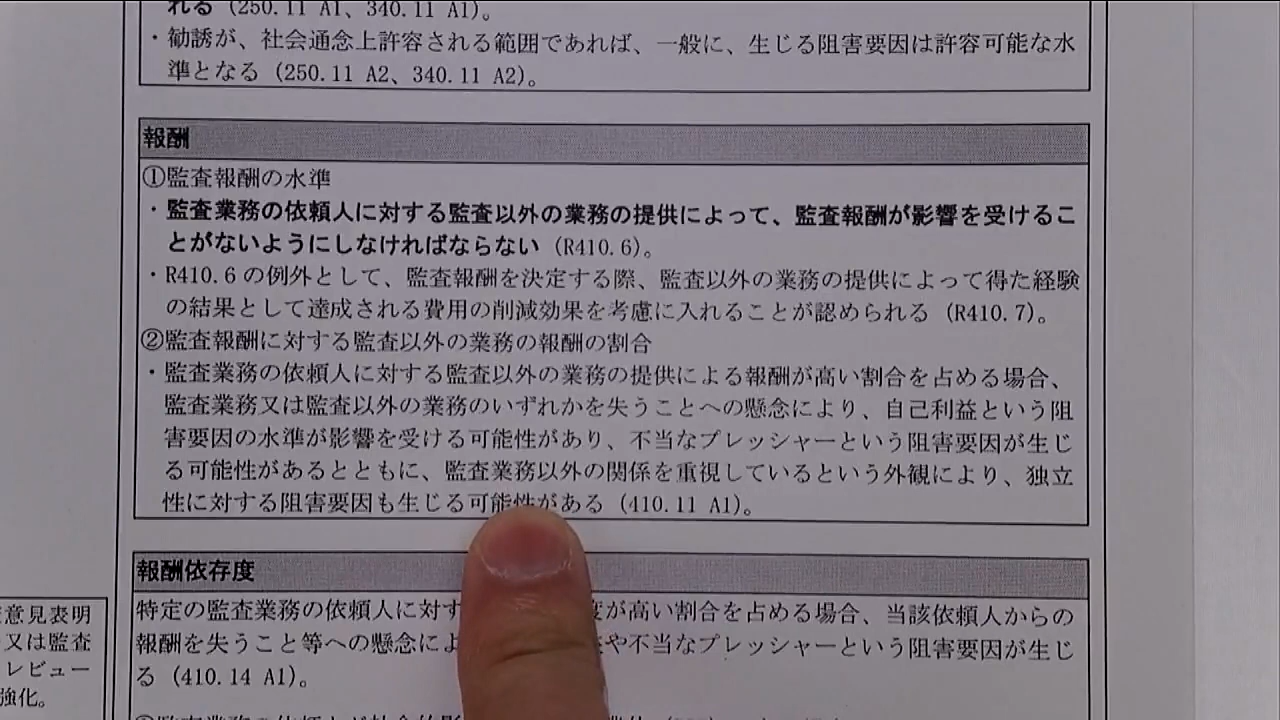 れる (250.11 A1、340.11 A1)。
・勧誘が、社会通念上許容される範囲であれば、一般に、生じる阻害要因は許容可能な水
準となる (250.11 A2、340.11 A2)。
報酬
①監査報酬の水準
・監査業務の依頼人に対する監査以外の業務の提供によって、監査報酬が影響を受けるこ
とがないようにしなければならない (R410.6)。
・R410.6 の例外として、監査報酬を決定する際、監査以外の業務の提供によって得た経験
の結果として達成される費用の削減効果を考慮に入れることが認められる (R410.7)。
②監査報酬に対する監査以外の業務の報酬の割合
・監査業務の依頼人に対する監査以外の業務の提供による報酬が高い割合を占める場合、
監査業務又は監査以外の業務のいずれかを失うことへの懸念により、自己利益という阻
害要因の水準が影響を受ける可能性があり、不当なプレッシャーという阻害要因が生じ
る可能性があるとともに、監査業務以外の関係を重視しているという外観により、独立
性に対する阻害要因も生じる可能性がある (410.11 A1)。
報酬依存度
特定の監査業務の依頼人に対す 度が高い割合を占める場合、当該依頼人からの
報酬を失うこと等への懸念によ や不当なプレッシャーという阻害要因が生じ
る (410.14 A1)。
意見表明
又は監査
レビュー
強化。